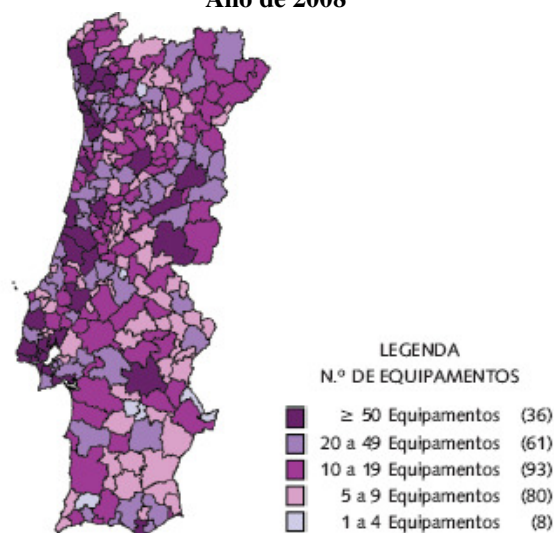 Ano de 2008
LEGENDA
N.º DE EQUIPAMENTOS
≥ 50 Equipamentos (36)
20 a 49 Equipamentos (61)
10 a 19 Equipamentos (93)
5 a 9 Equipamentos (80)
1 a 4 Equipamentos (8)